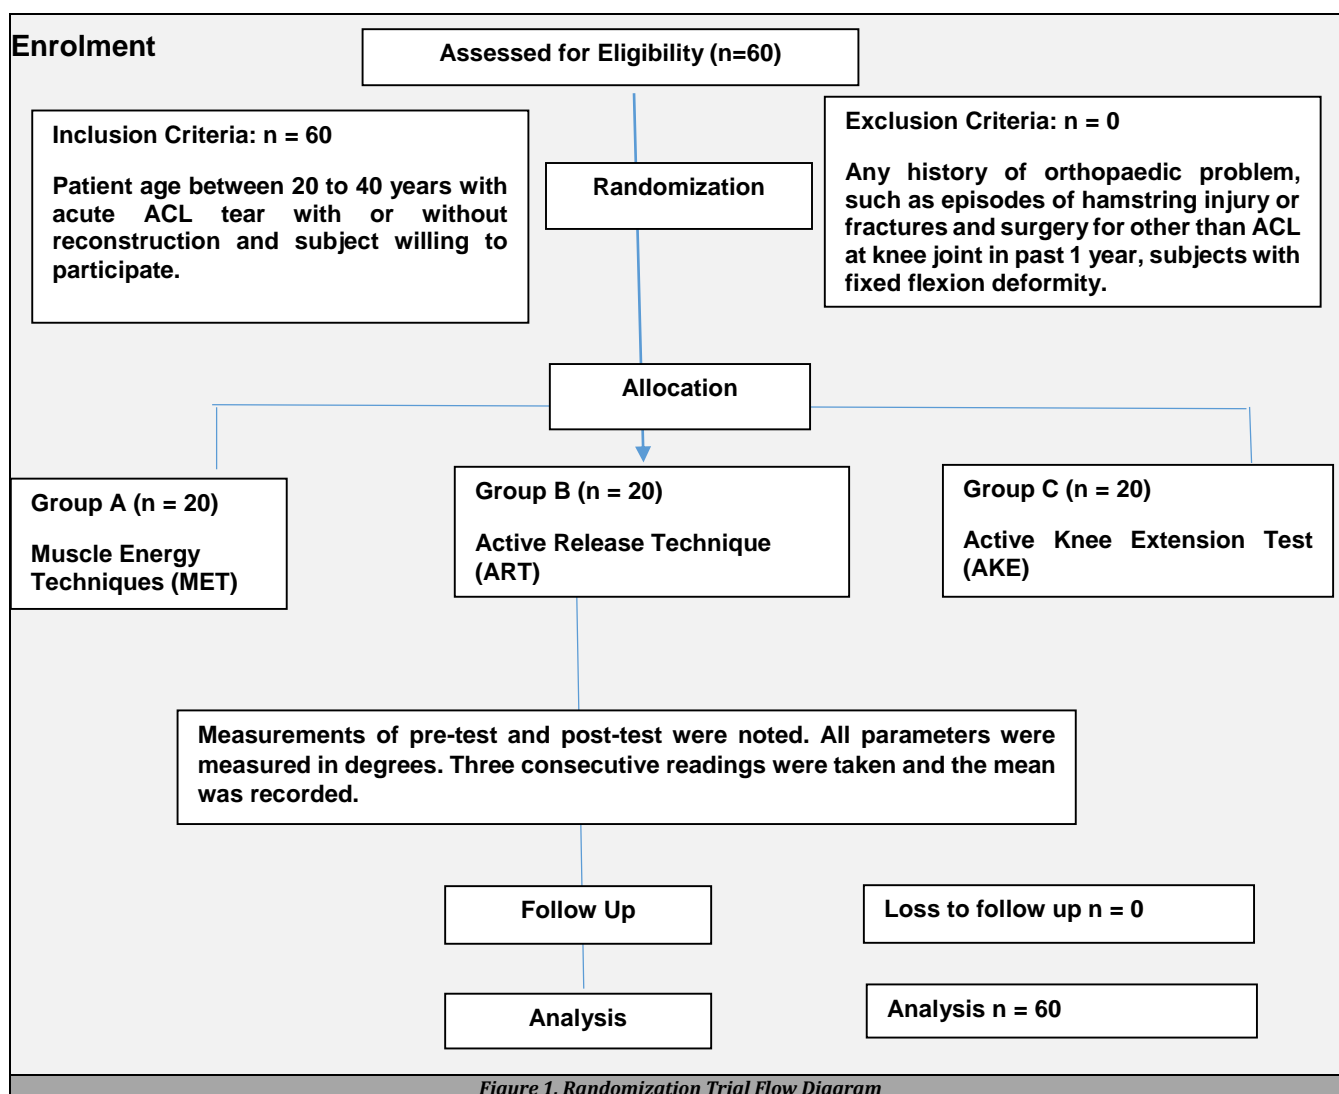 Enrolment
Assessed for Eligibility (n=60)
Inclusion Criteria: n = 60
Patient age between 20 to 40 years with
acute ACL tear with or without
reconstruction and subject willing to
participate.
Randomization
Exclusion Criteria: n = 0
Any history of orthopaedic problem,
such as episodes of hamstring injury or
fractures and surgery for other than ACL
at knee joint in past 1 year, subjects with
fixed flexion deformity.
Allocation
Group A (n = 20)
Muscle Energy
Techniques (MET)
Group B (n = 20)
Active Release Technique
(ART)
Group C (n = 20)
Active Knee Extension Test
(AKE)
Measurements of pre-test and post-test were noted. All parameters were
measured in degrees. Three consecutive readings were taken and the mean
was recorded.
Follow Up
Loss to follow up n = 0
Analysis
Analysis n = 60
Figure 1. Randomization Trial Flow Diagram